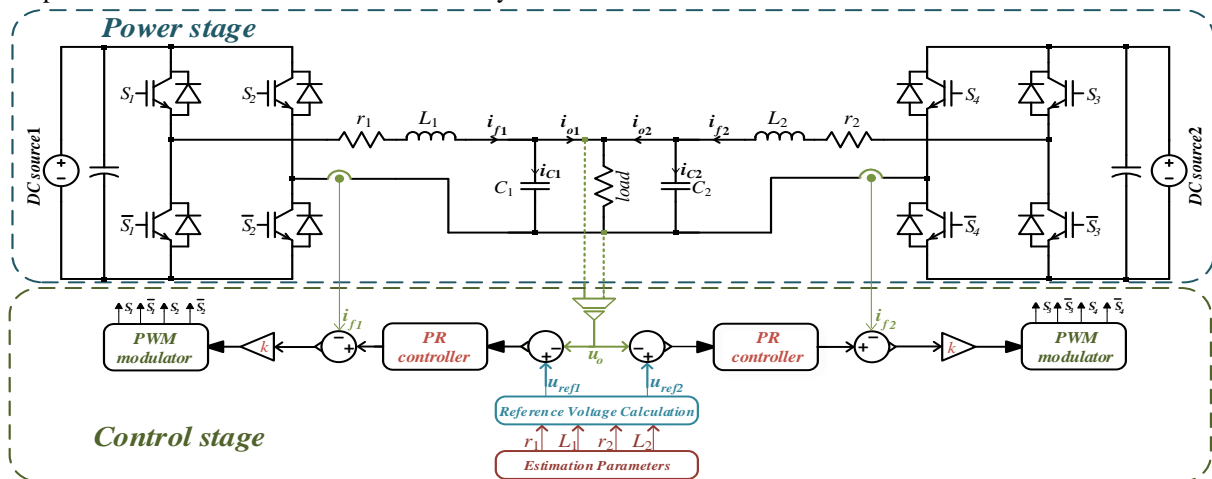 Power stage
S1
S2
S4
S3
r1
L1
if1
io1
io2
if2
L2
r2
DC source1
iC1
C1
load
iC2
C2
DC source2
S̅1
S̅2
S̅4
S̅3
S1 S̅1 S2 S̅2
S3 S̅3 S4 S̅4
if1
if2
PWM modulator
k
PR controller
uo
PR controller
k
PWM modulator
uref1
uref2
Reference Voltage Calculation
r1 L1 r2 L2
Estimation Parameters
Control stage